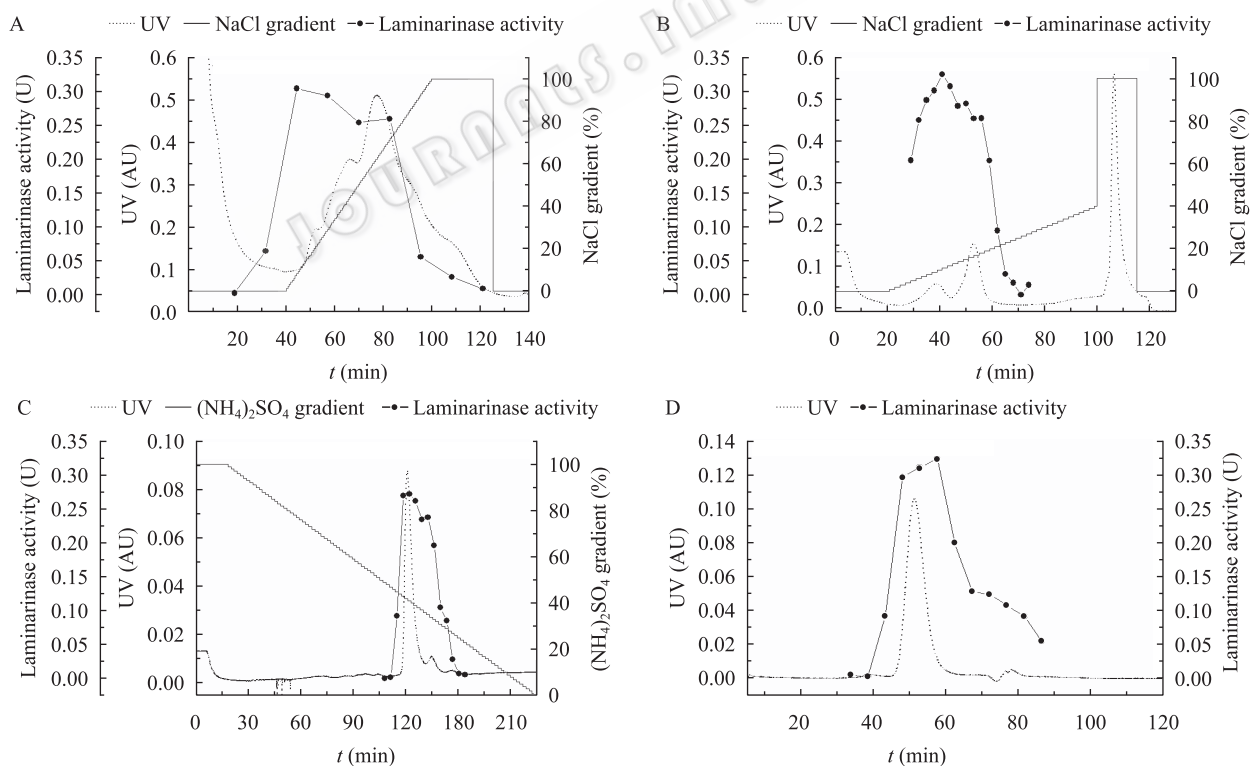 A
UV NaCl gradient Laminarinase activity
Laminarinase activity (U)
0.35
0.30
0.25
0.20
0.15
0.10
0.05
0.00
UV (AU)
0.6
0.5
0.4
0.3
0.2
0.1
0.0
NaCl gradient (%)
100
80
60
40
20
0
20 40 60 80 100 120 140
t (min)
B
UV NaCl gradient Laminarinase activity
Laminarinase activity (U)
0.35
0.30
0.25
0.20
0.15
0.10
0.05
0.00
UV (AU)
0.6
0.5
0.4
0.3
0.2
0.1
0.0
NaCl gradient (%)
100
80
60
40
20
0
0 20 40 60 80 100 120
t (min)
C
UV (NH4)2SO4 gradient Laminarinase activity
Laminarinase activity (U)
0.35
0.30
0.25
0.20
0.15
0.10
0.05
0.00
UV (AU)
0.10
0.08
0.06
0.04
0.02
0.00
(NH4)2SO4 gradient (%)
100
80
60
40
20
0
0 30 60 90 120 150 180 210
t (min)
D
UV Laminarinase activity
UV (AU)
0.14
0.12
0.10
0.08
0.06
0.04
0.02
0.00
Laminarinase activity (U)
0.35
0.30
0.25
0.20
0.15
0.10
0.05
0.00
20 40 60 80 100 120
t (min)